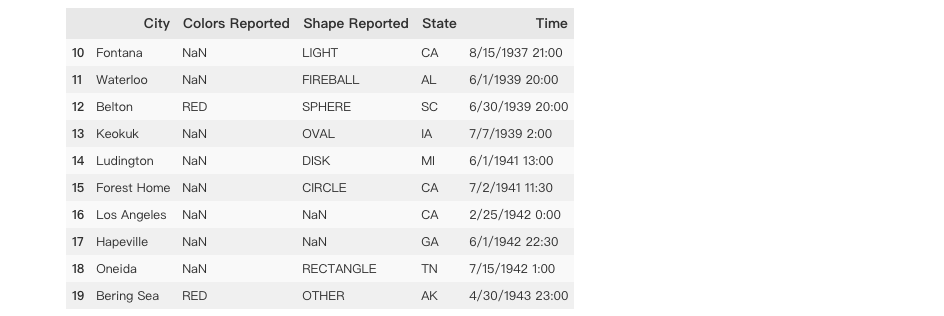 City Colors Reported Shape Reported State Time
10 Fontana NaN LIGHT CA 8/15/1937 21:00
11 Waterloo NaN FIREBALL AL 6/1/1939 20:00
12 Belton RED SPHERE SC 6/30/1939 20:00
13 Keokuk NaN OVAL IA 7/7/1939 2:00
14 Ludington NaN DISK MI 6/1/1941 13:00
15 Forest Home NaN CIRCLE CA 7/2/1941 11:30
16 Los Angeles NaN NaN CA 2/25/1942 0:00
17 Hapeville NaN NaN GA 6/1/1942 22:30
18 Oneida NaN RECTANGLE TN 7/15/1942 1:00
19 Bering Sea RED OTHER AK 4/30/1943 23:00